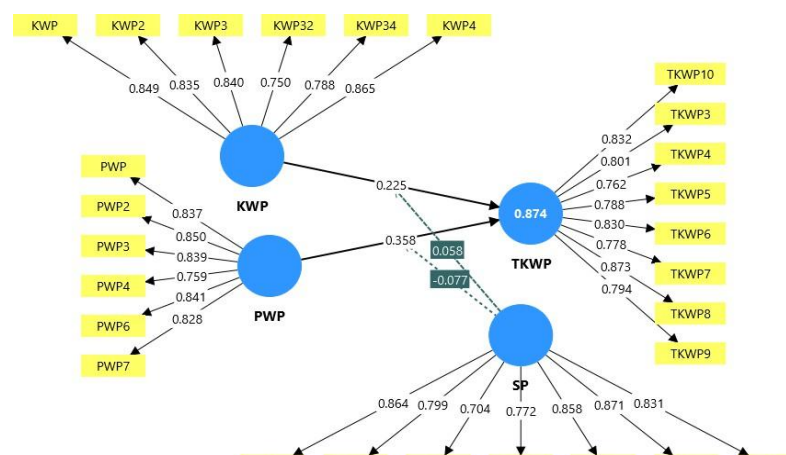 KWP KWP2 KWP3 KWP32 KWP34 KWP4
0.849 0.835 0.840 0.750 0.788 0.865
KWP
PWP
PWP2
PWP3
PWP4
PWP6
PWP7
0.837
0.850
0.839
0.759
0.841
0.828
PWP
0.225
0.358
0.058
-0.077
0.874
TKWP
0.832
0.801
0.762
0.788
0.830
0.778
0.873
0.794
TKWP10
TKWP3
TKWP4
TKWP5
TKWP6
TKWP7
TKWP8
TKWP9
SP
0.864 0.799 0.704 0.772 0.858 0.871 0.831